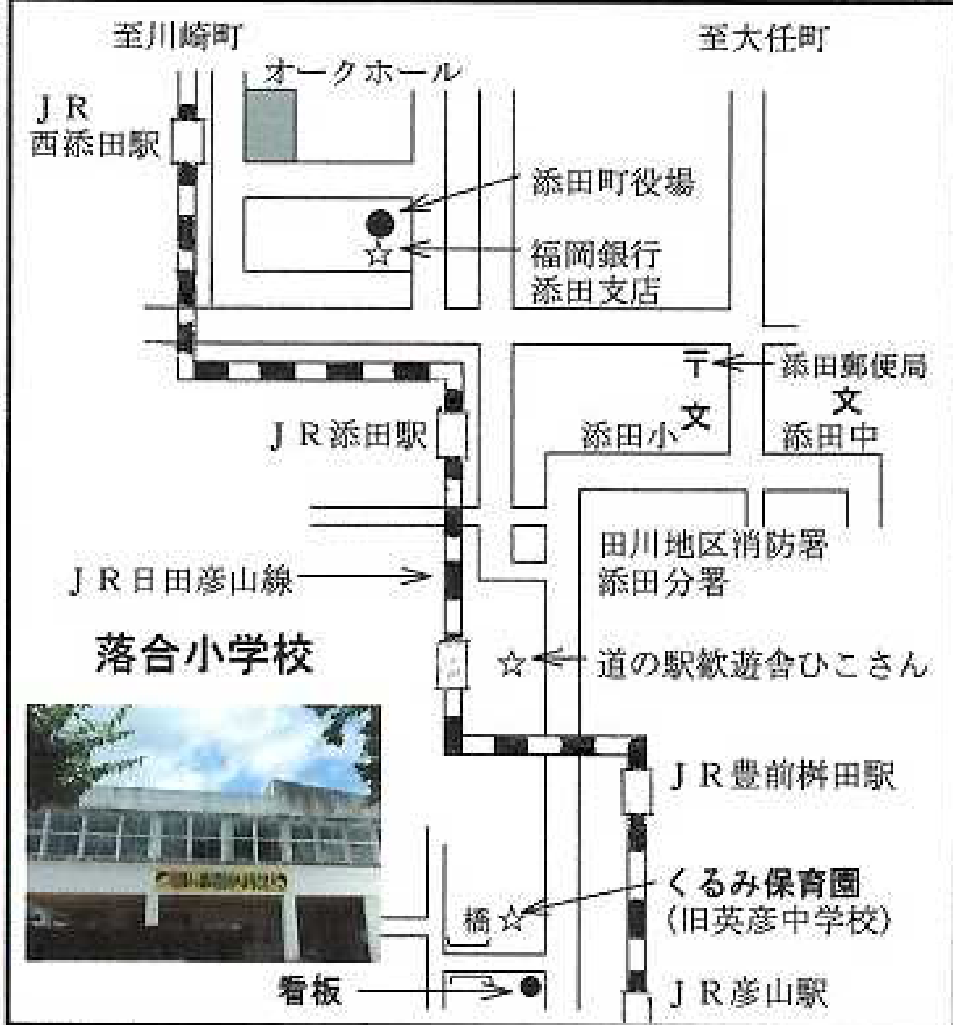 至川崎町
至大任町
オークホール
ＪＲ
西添田駅
添田町役場
福岡銀行
添田支店
〒
添田郵便局
文
添田小
文
添田中
ＪＲ添田駅
田川地区消防署
添田分署
ＪＲ日田彦山線
落合小学校
道の駅歓遊舎ひこさん
ＪＲ豊前桝田駅
くるみ保育園
(旧英彦中学校)
橋
看板
ＪＲ彦山駅